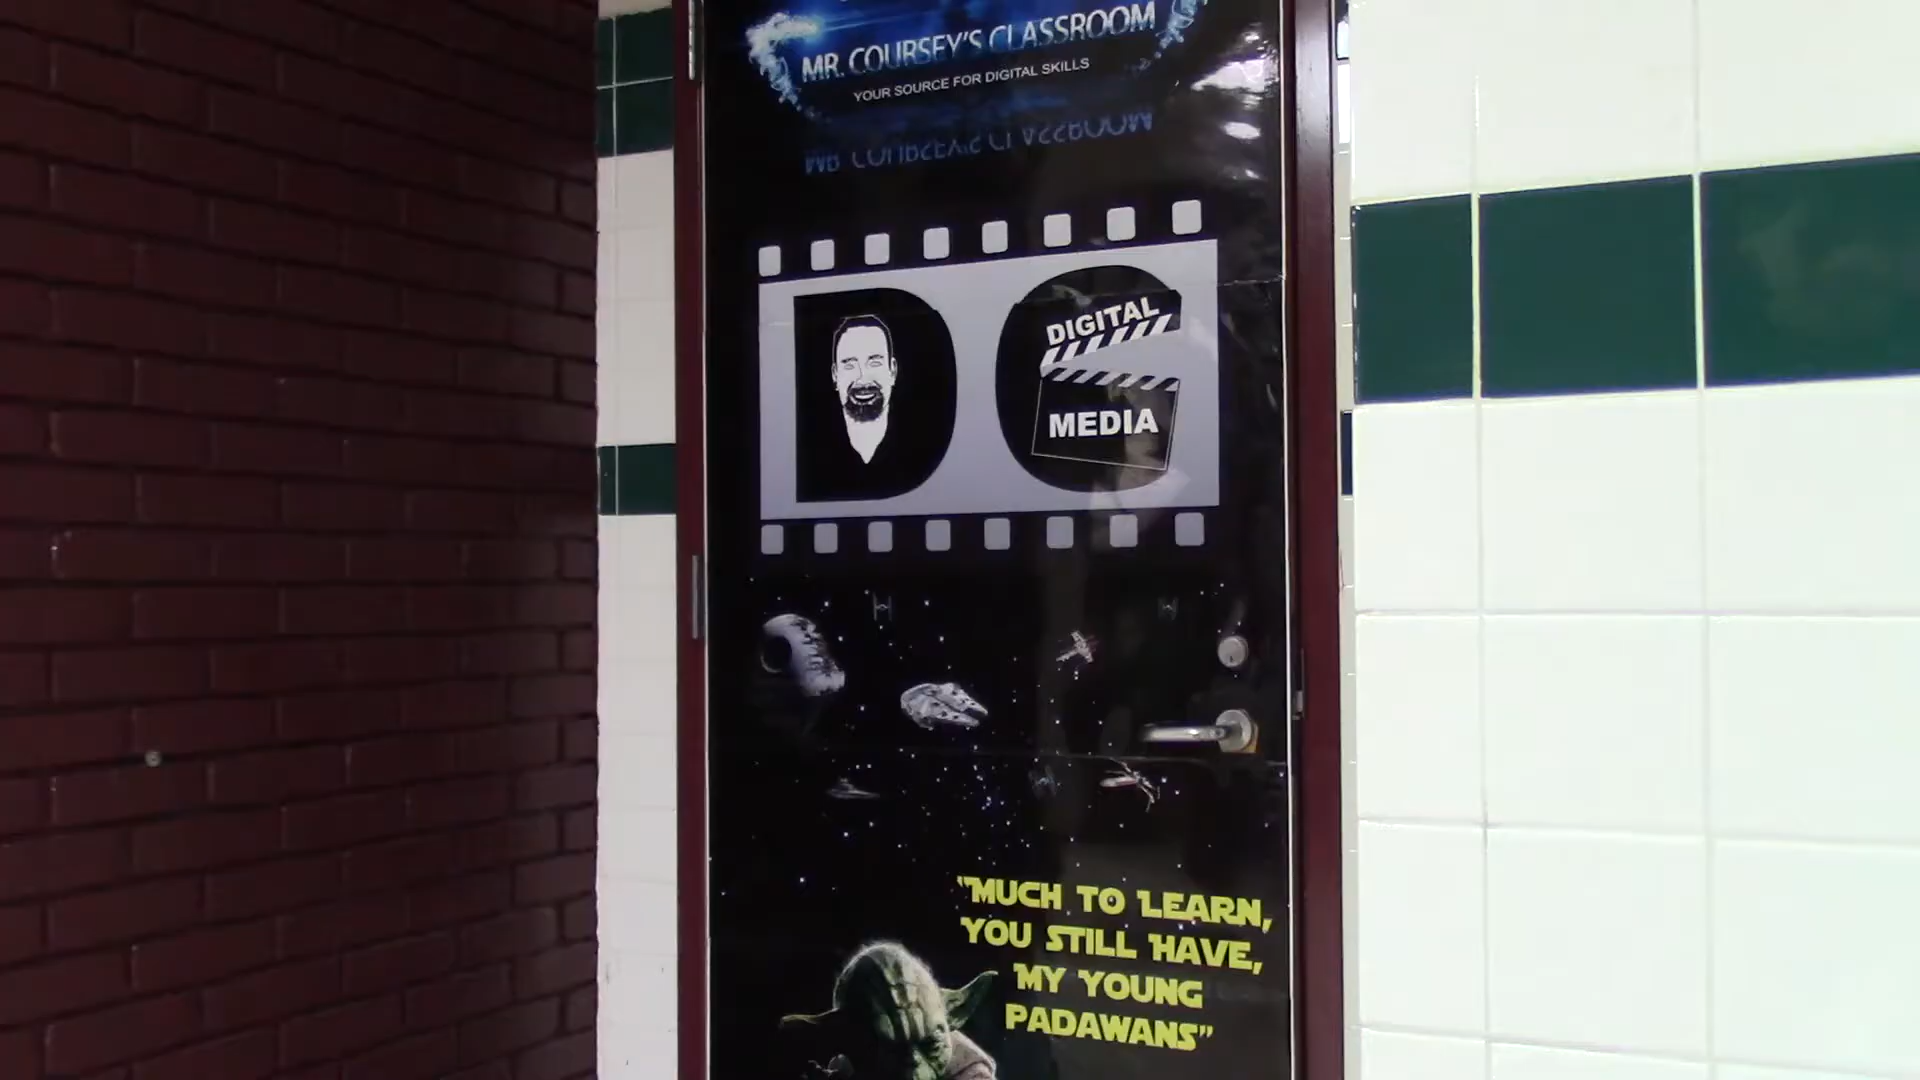 MR. COURSEY'S CLASSROOM
YOUR SOURCE FOR DIGITAL SKILLS
DC
DIGITAL
MEDIA
"MUCH TO LEARN,
YOU STILL HAVE,
MY YOUNG
PADAWANS"